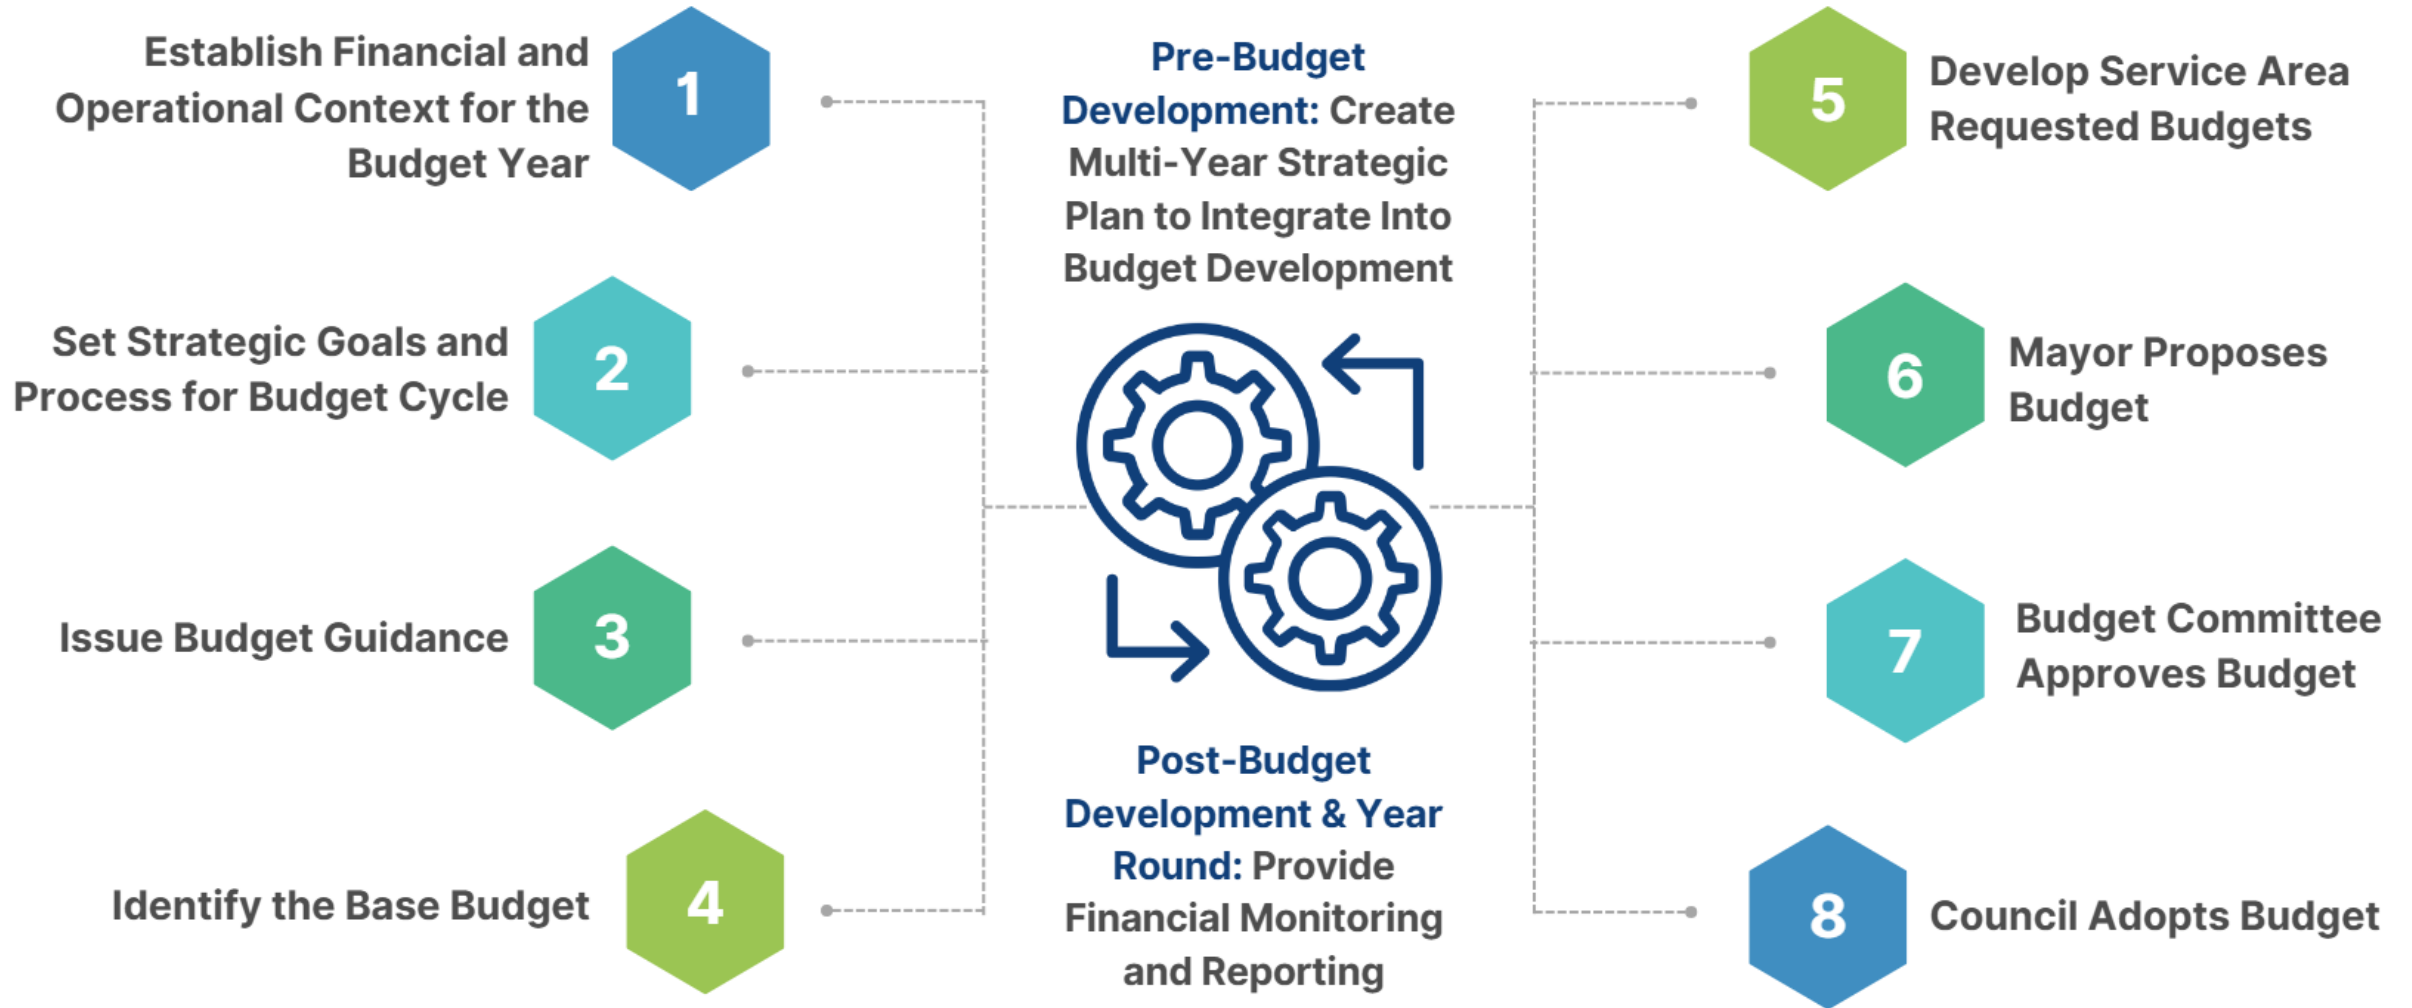 1
Establish Financial and
Operational Context for the
Budget Year
2
Set Strategic Goals and
Process for Budget Cycle
3
Issue Budget Guidance
4
Identify the Base Budget
Pre-Budget
Development: Create
Multi-Year Strategic
Plan to Integrate Into
Budget Development
Post-Budget
Development & Year
Round: Provide
Financial Monitoring
and Reporting
5
Develop Service Area
Requested Budgets
6
Mayor Proposes
Budget
7
Budget Committee
Approves Budget
8
Council Adopts Budget